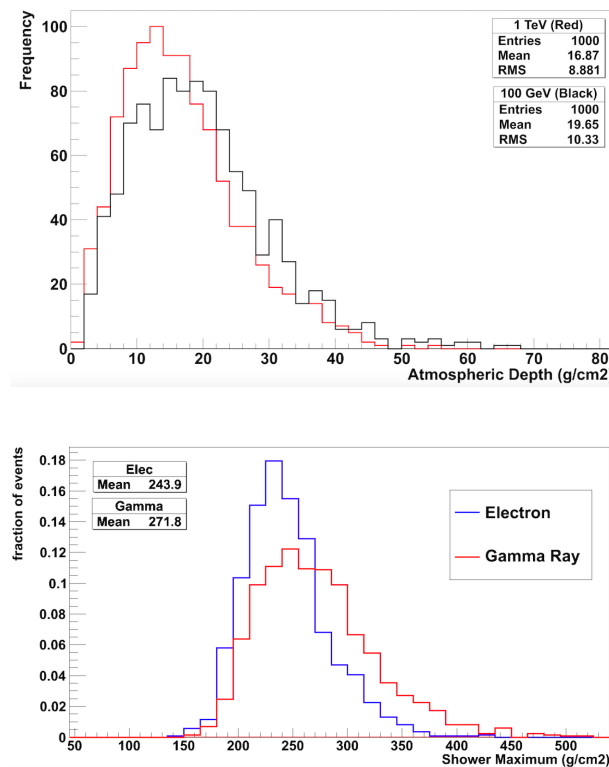 Frequency
100
80
60
40
20
0
1 TeV (Red)
Entries 1000
Mean 16.87
RMS 8.881
100 GeV (Black)
Entries 1000
Mean 19.65
RMS 10.33
0 10 20 30 40 50 60 70 80
Atmospheric Depth (g/cm2
fraction of events
0.18
0.16
0.14
0.12
0.1
0.08
0.06
0.04
0.02
0
Elec
Mean 243.9
Gamma
Mean 271.8
Electron
Gamma Ray
50 100 150 200 250 300 350 400 450 500
Shower Maximum (g/cm2)